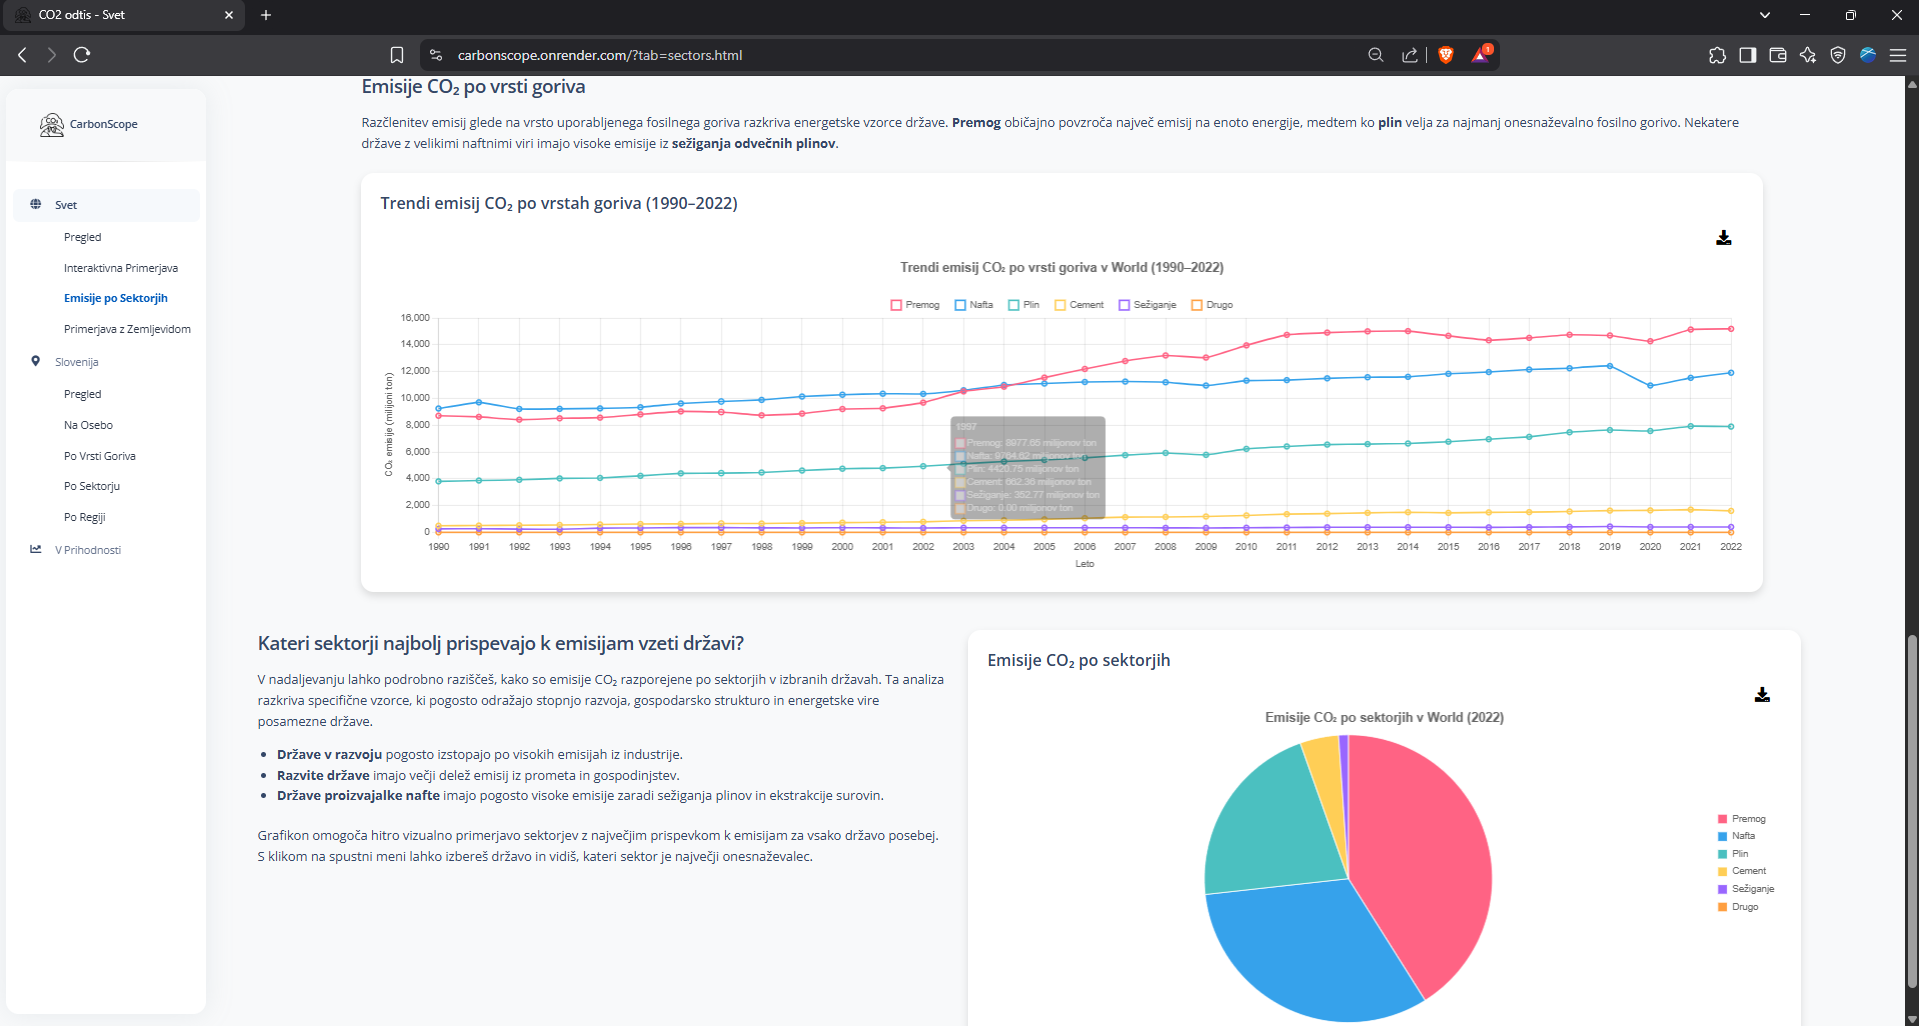 CO2 odtis - Svet
carbonscope.onrender.com/?tab=sectors.html
1
CarbonScope
Svet
Pregled
Interaktivna Primerjava
Emisije po Sektorjih
Primerjava z Zemljevidom
Slovenija
Pregled
Na Osebo
Po Vrsti Goriva
Po Sektorju
Po Regiji
V Prihodnosti
Emisije CO₂ po vrsti goriva
Razčlenitev emisij glede na vrsto uporabljenega fosilnega goriva razkriva energetske vzorce države. Premog običajno povzroča največ emisij na enoto energije, medtem ko plin velja za najmanj onesnaževalno fosilno gorivo. Nekatere
države z velikimi naftnimi viri imajo visoke emisije iz sežiganja odvečnih plinov.
Trendi emisij CO₂ po vrstah goriva (1990–2022)
Trendi emisij CO₂ po vrsti goriva v World (1990–2022)
Premog Nafta Plin Cement Sežiganje Drugo
CO₂ emisije (milijoni ton)
16,000
14,000
12,000
10,000
8,000
6,000
4,000
2,000
0
1997
Premog: 8977.65 milijonov ton
Nafta: 9764.62 milijonov ton
Plin: 4420.75 milijonov ton
Cement: 662.36 milijonov ton
Sežiganje: 352.77 milijonov ton
Drugo: 0.00 milijonov ton
1990 1991 1992 1993 1994 1995 1996 1997 1998 1999 2000 2001 2002 2003 2004 2005 2006 2007 2008 2009 2010 2011 2012 2013 2014 2015 2016 2017 2018 2019 2020 2021 2022
Leto
Kateri sektorji najbolj prispevajo k emisijam vzeti državi?
V nadaljevanju lahko podrobno raziščeš, kako so emisije CO₂ razporejene po sektorjih v izbranih državah. Ta analiza
razkriva specifične vzorce, ki pogosto odražajo stopnjo razvoja, gospodarsko strukturo in energetske vire
posamezne države.
Države v razvoju pogosto izstopajo po visokih emisijah iz industrije.
Razvite države imajo večji delež emisij iz prometa in gospodinjstev.
Države proizvajalke nafte imajo pogosto visoke emisije zaradi sežiganja plinov in ekstrakcije surovin.
Grafikon omogoča hitro vizualno primerjavo sektorjev z največjim prispevkom k emisijam za vsako državo posebej.
S klikom na spustni meni lahko izbereš državo in vidiš, kateri sektor je največji onesnaževalec.
Emisije CO₂ po sektorjih
Emisije CO₂ po sektorjih v World (2022)
Premog
Nafta
Plin
Cement
Sežiganje
Drugo